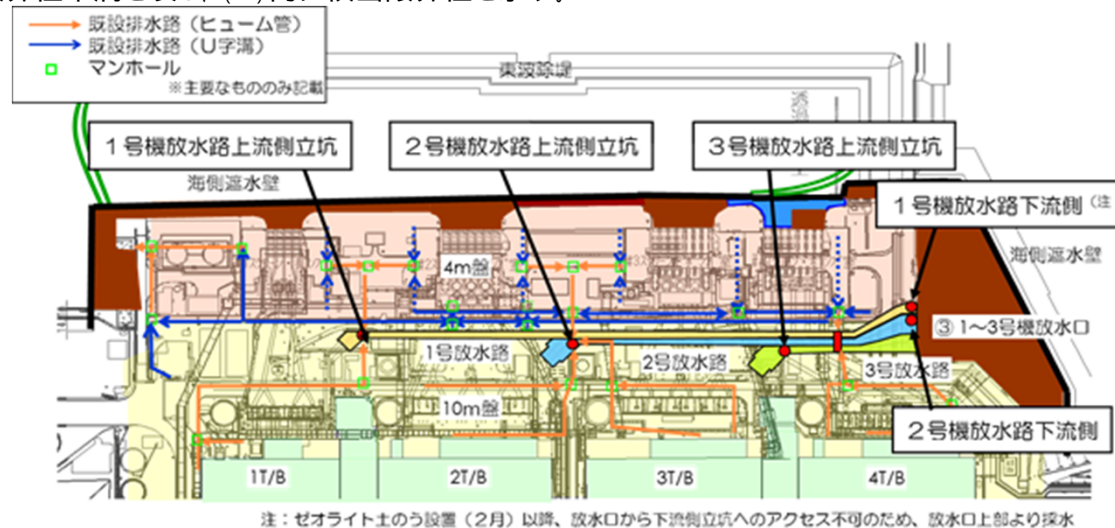 既設排水路（ヒューム管）
既設排水路（U字溝）
マンホール
※主要なもののみ記載
東波除堤
1号機放水路上流側立坑
2号機放水路上流側立坑
3号機放水路上流側立坑
海側遮水壁
1号機放水路下流側（注
海側遮水壁
4m盤
③1～3号機放水口
1号放水路
2号放水路
3号放水路
10m盤
2号機放水路下流側
1T/B
2T/B
3T/B
4T/B
注：ゼオライト土のう設置（2月）以降、放水口から下流側立坑へのアクセス不可のため、放水口上部より採水